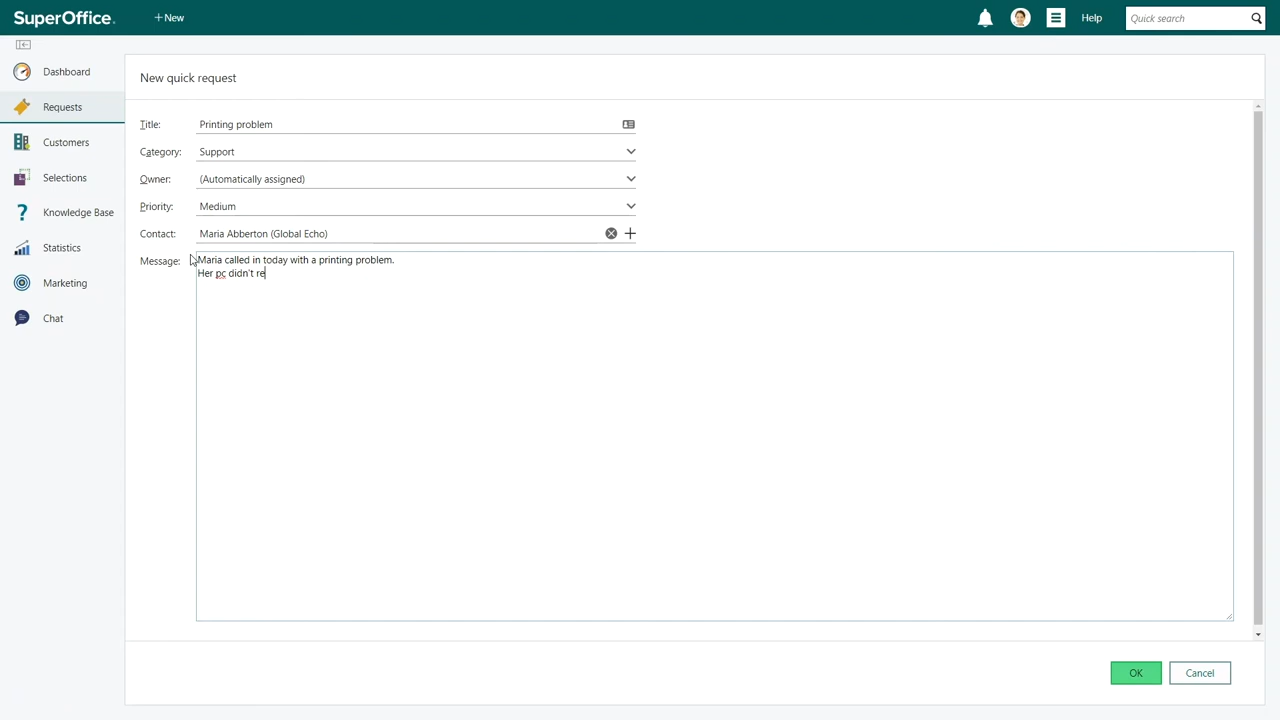 SuperOffice.
+New
Help
Quick search
Dashboard
Requests
Customers
Selections
Knowledge Base
Statistics
Marketing
Chat
New quick request
Title: Printing problem
Category: Support
Owner: (Automatically assigned)
Priority: Medium
Contact: Maria Abberton (Global Echo)
Message: Maria called in today with a printing problem.
Her pc didn't re
OK
Cancel